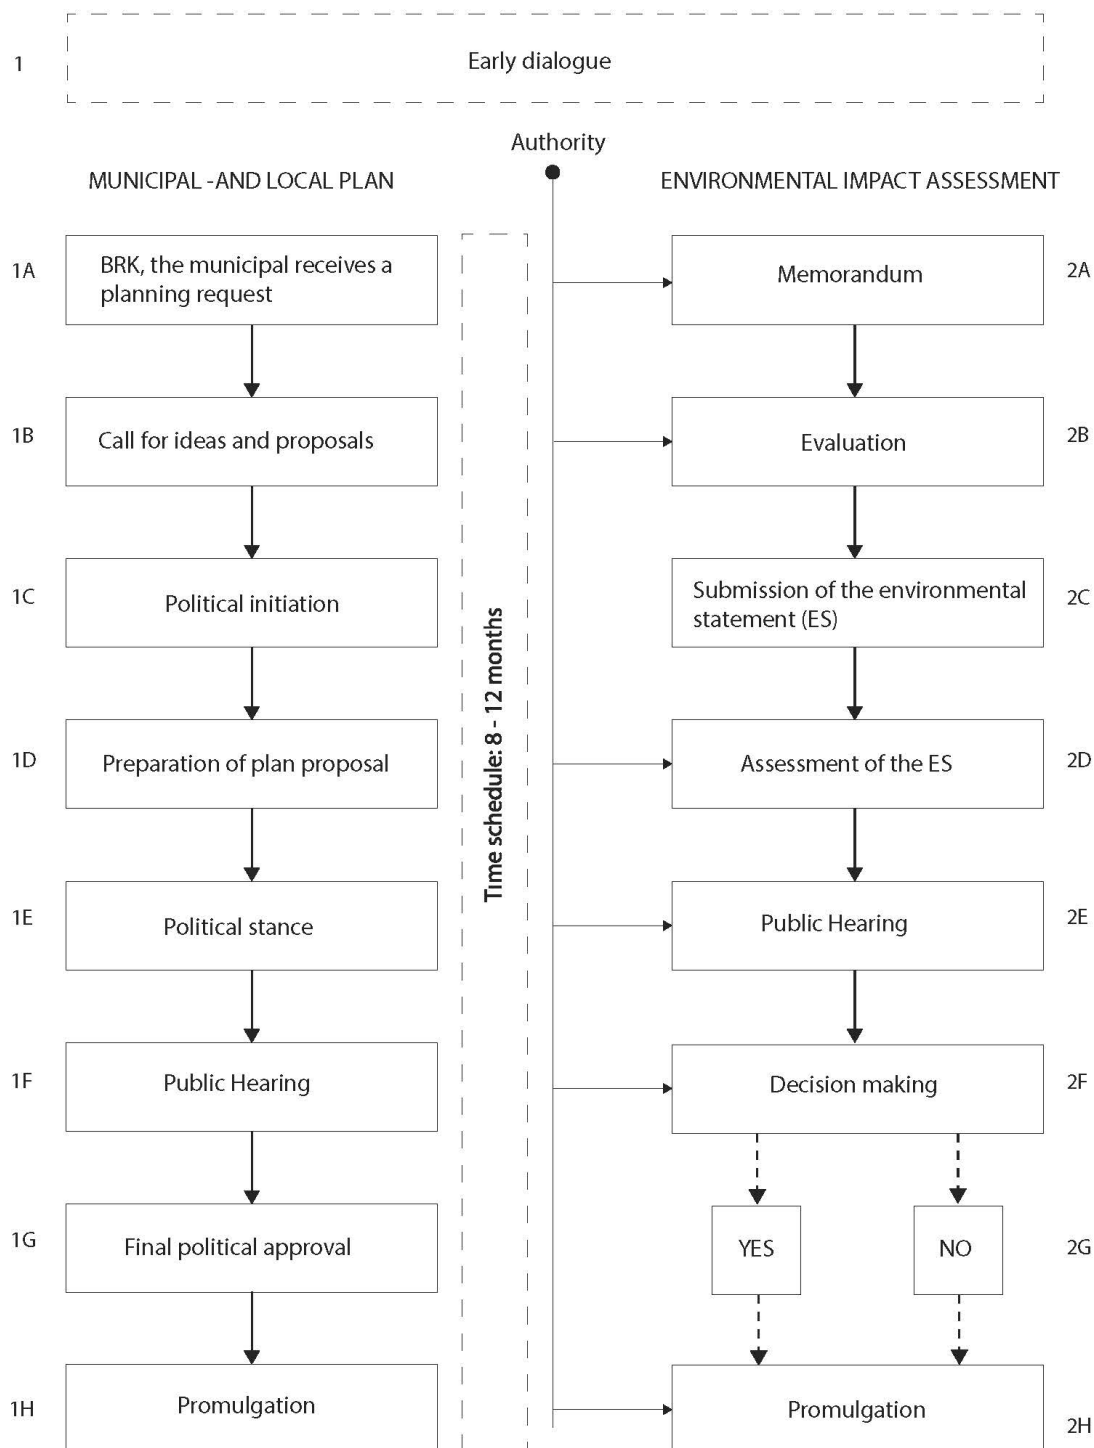 1
Early dialogue
Authority
MUNICIPAL -AND LOCAL PLAN
ENVIRONMENTAL IMPACT ASSESSMENT
1A
BRK, the municipal receives a
planning request
Memorandum
2A
1B
Call for ideas and proposals
Evaluation
2B
1C
Political initiation
Submission of the environmental
statement (ES)
2C
Time schedule: 8 - 12 months
1D
Preparation of plan proposal
Assessment of the ES
2D
1E
Political stance
Public Hearing
2E
1F
Public Hearing
Decision making
2F
1G
Final political approval
YES
NO
2G
1H
Promulgation
Promulgation
2H